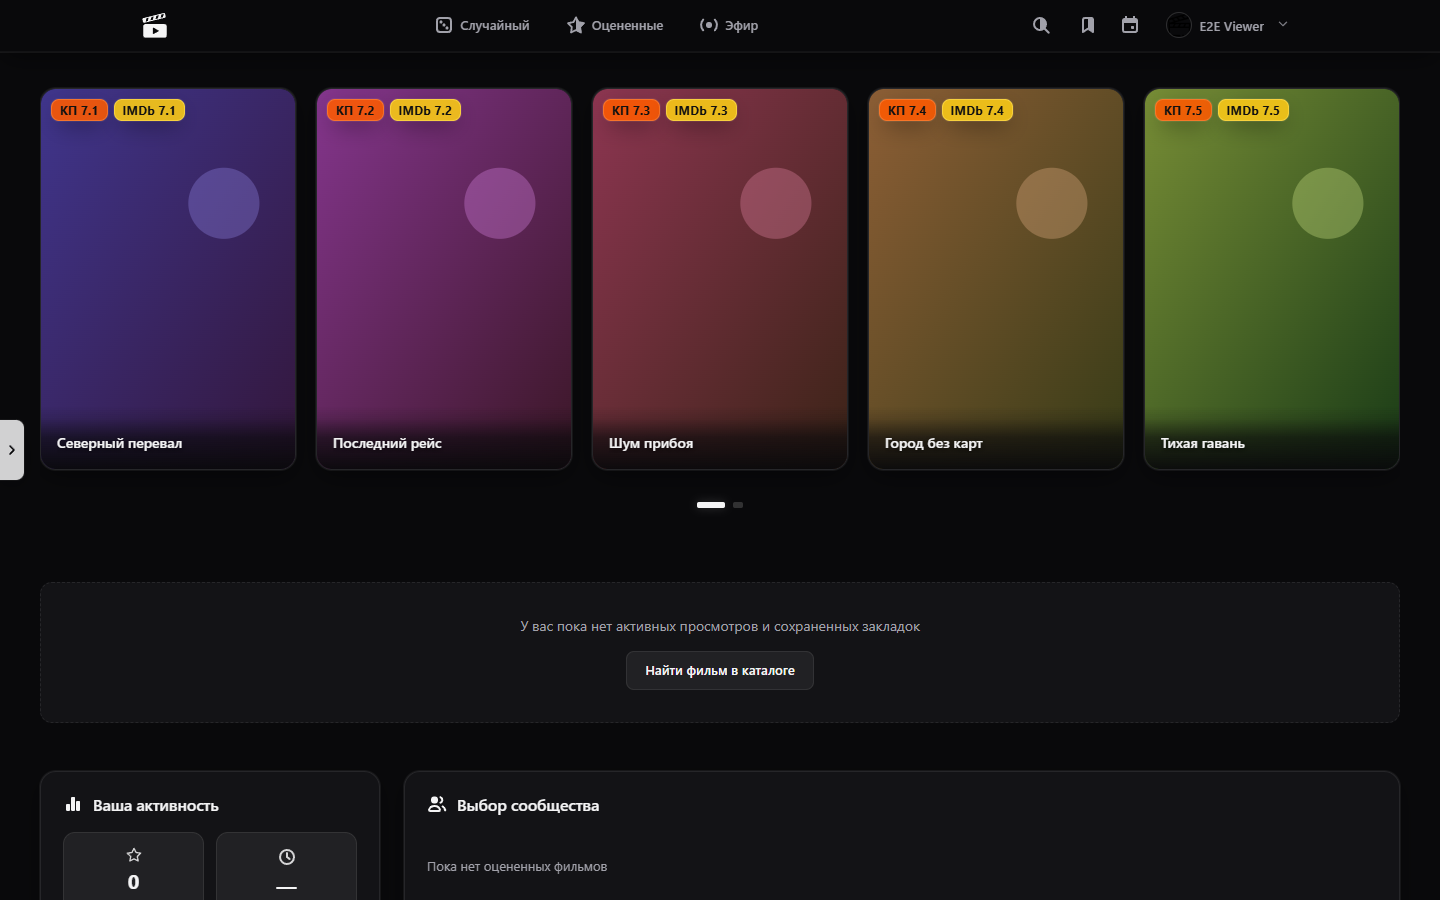 Случайный
Оцененные
Эфир
E2E Viewer
КП 7.1 IMDb 7.1
КП 7.2 IMDb 7.2
КП 7.3 IMDb 7.3
КП 7.4 IMDb 7.4
КП 7.5 IMDb 7.5
Северный перевал
Последний рейс
Шум прибоя
Город без карт
Тихая гавань
У вас пока нет активных просмотров и сохраненных закладок
Найти фильм в каталоге
Ваша активность
0
—
Выбор сообщества
Пока нет оцененных фильмов